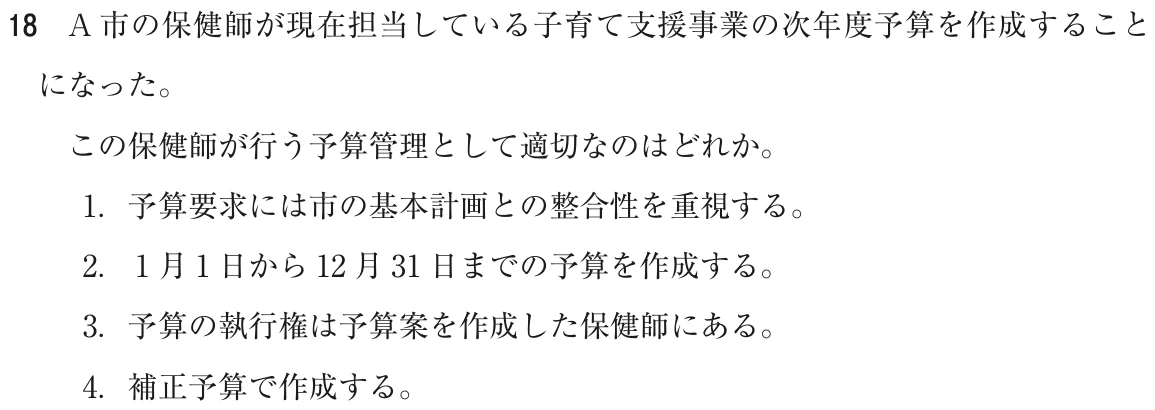 18 A市の保健師が現在担当している子育て支援事業の次年度予算を作成すること
になった。
この保健師が行う予算管理として適切なのはどれか。
1. 予算要求には市の基本計画との整合性を重視する。
2. 1月1日から12月31日までの予算を作成する。
3. 予算の執行権は予算案を作成した保健師にある。
4. 補正予算で作成する。